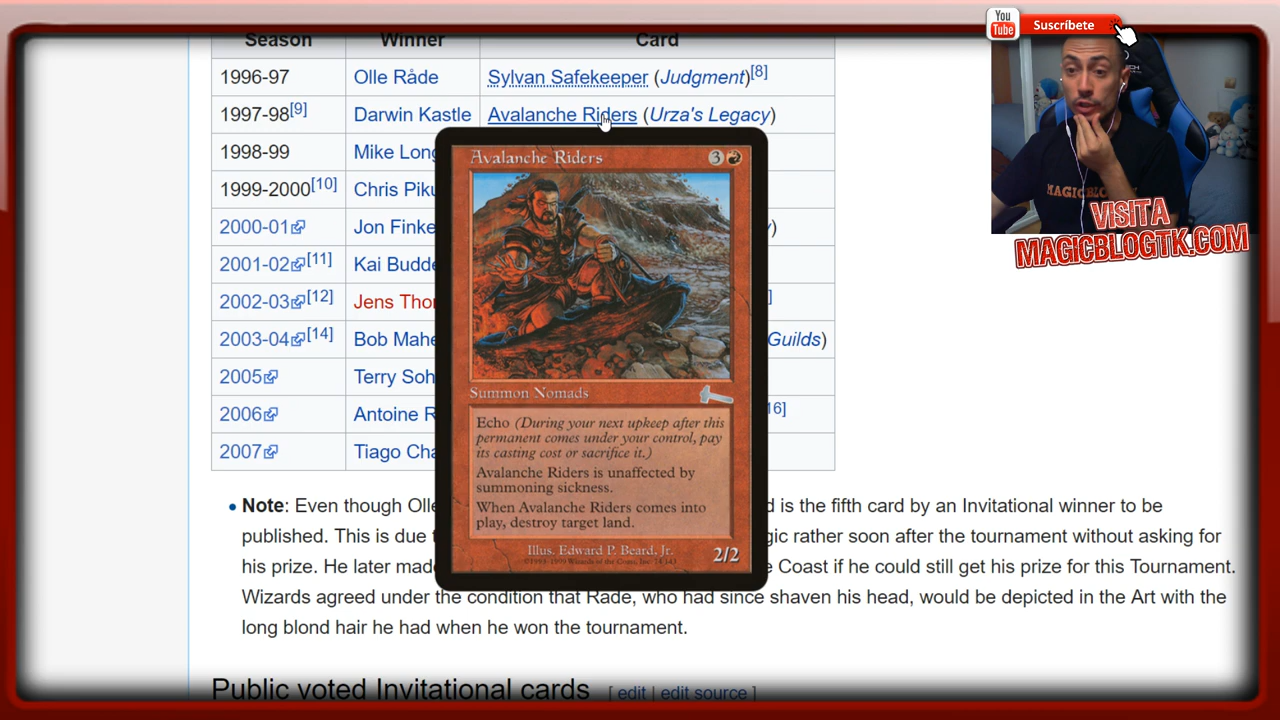 You Tube Suscríbete
Season Winner Card
1996-97 Olle Råde Sylvan Safekeeper (Judgment)[8]
1997-98[9] Darwin Kastle Avalanche Riders (Urza's Legacy)
1998-99 Mike Long
1999-2000[10] Chris Piku
2000-01 Jon Finke y)
2001-02[11] Kai Budde
2002-03[12] Jens Thor ]
2003-04[14] Bob Mahe Guilds)
2005 Terry Soh
2006 Antoine R 16]
2007 Tiago Cha
Avalanche Riders 3
Summon Nomads
Echo (During your next upkeep after this
permanent comes under your control, pay
its casting cost or sacrifice it.)
Avalanche Riders is unaffected by
summoning sickness.
When Avalanche Riders comes into
play, destroy target land.
Illus. Edward P. Beard, Jr.
2/2
MAGICBLO
VISITA
MAGICBLOGTK.COM
• Note: Even though Olle d is the fifth card by an Invitational winner to be
published. This is due t gic rather soon after the tournament without asking for
his prize. He later made e Coast if he could still get his prize for this Tournament.
Wizards agreed under the condition that Rade, who had since shaven his head, would be depicted in the Art with the
long blond hair he had when he won the tournament.
Public voted Invitational cards [ edit | edit source ]